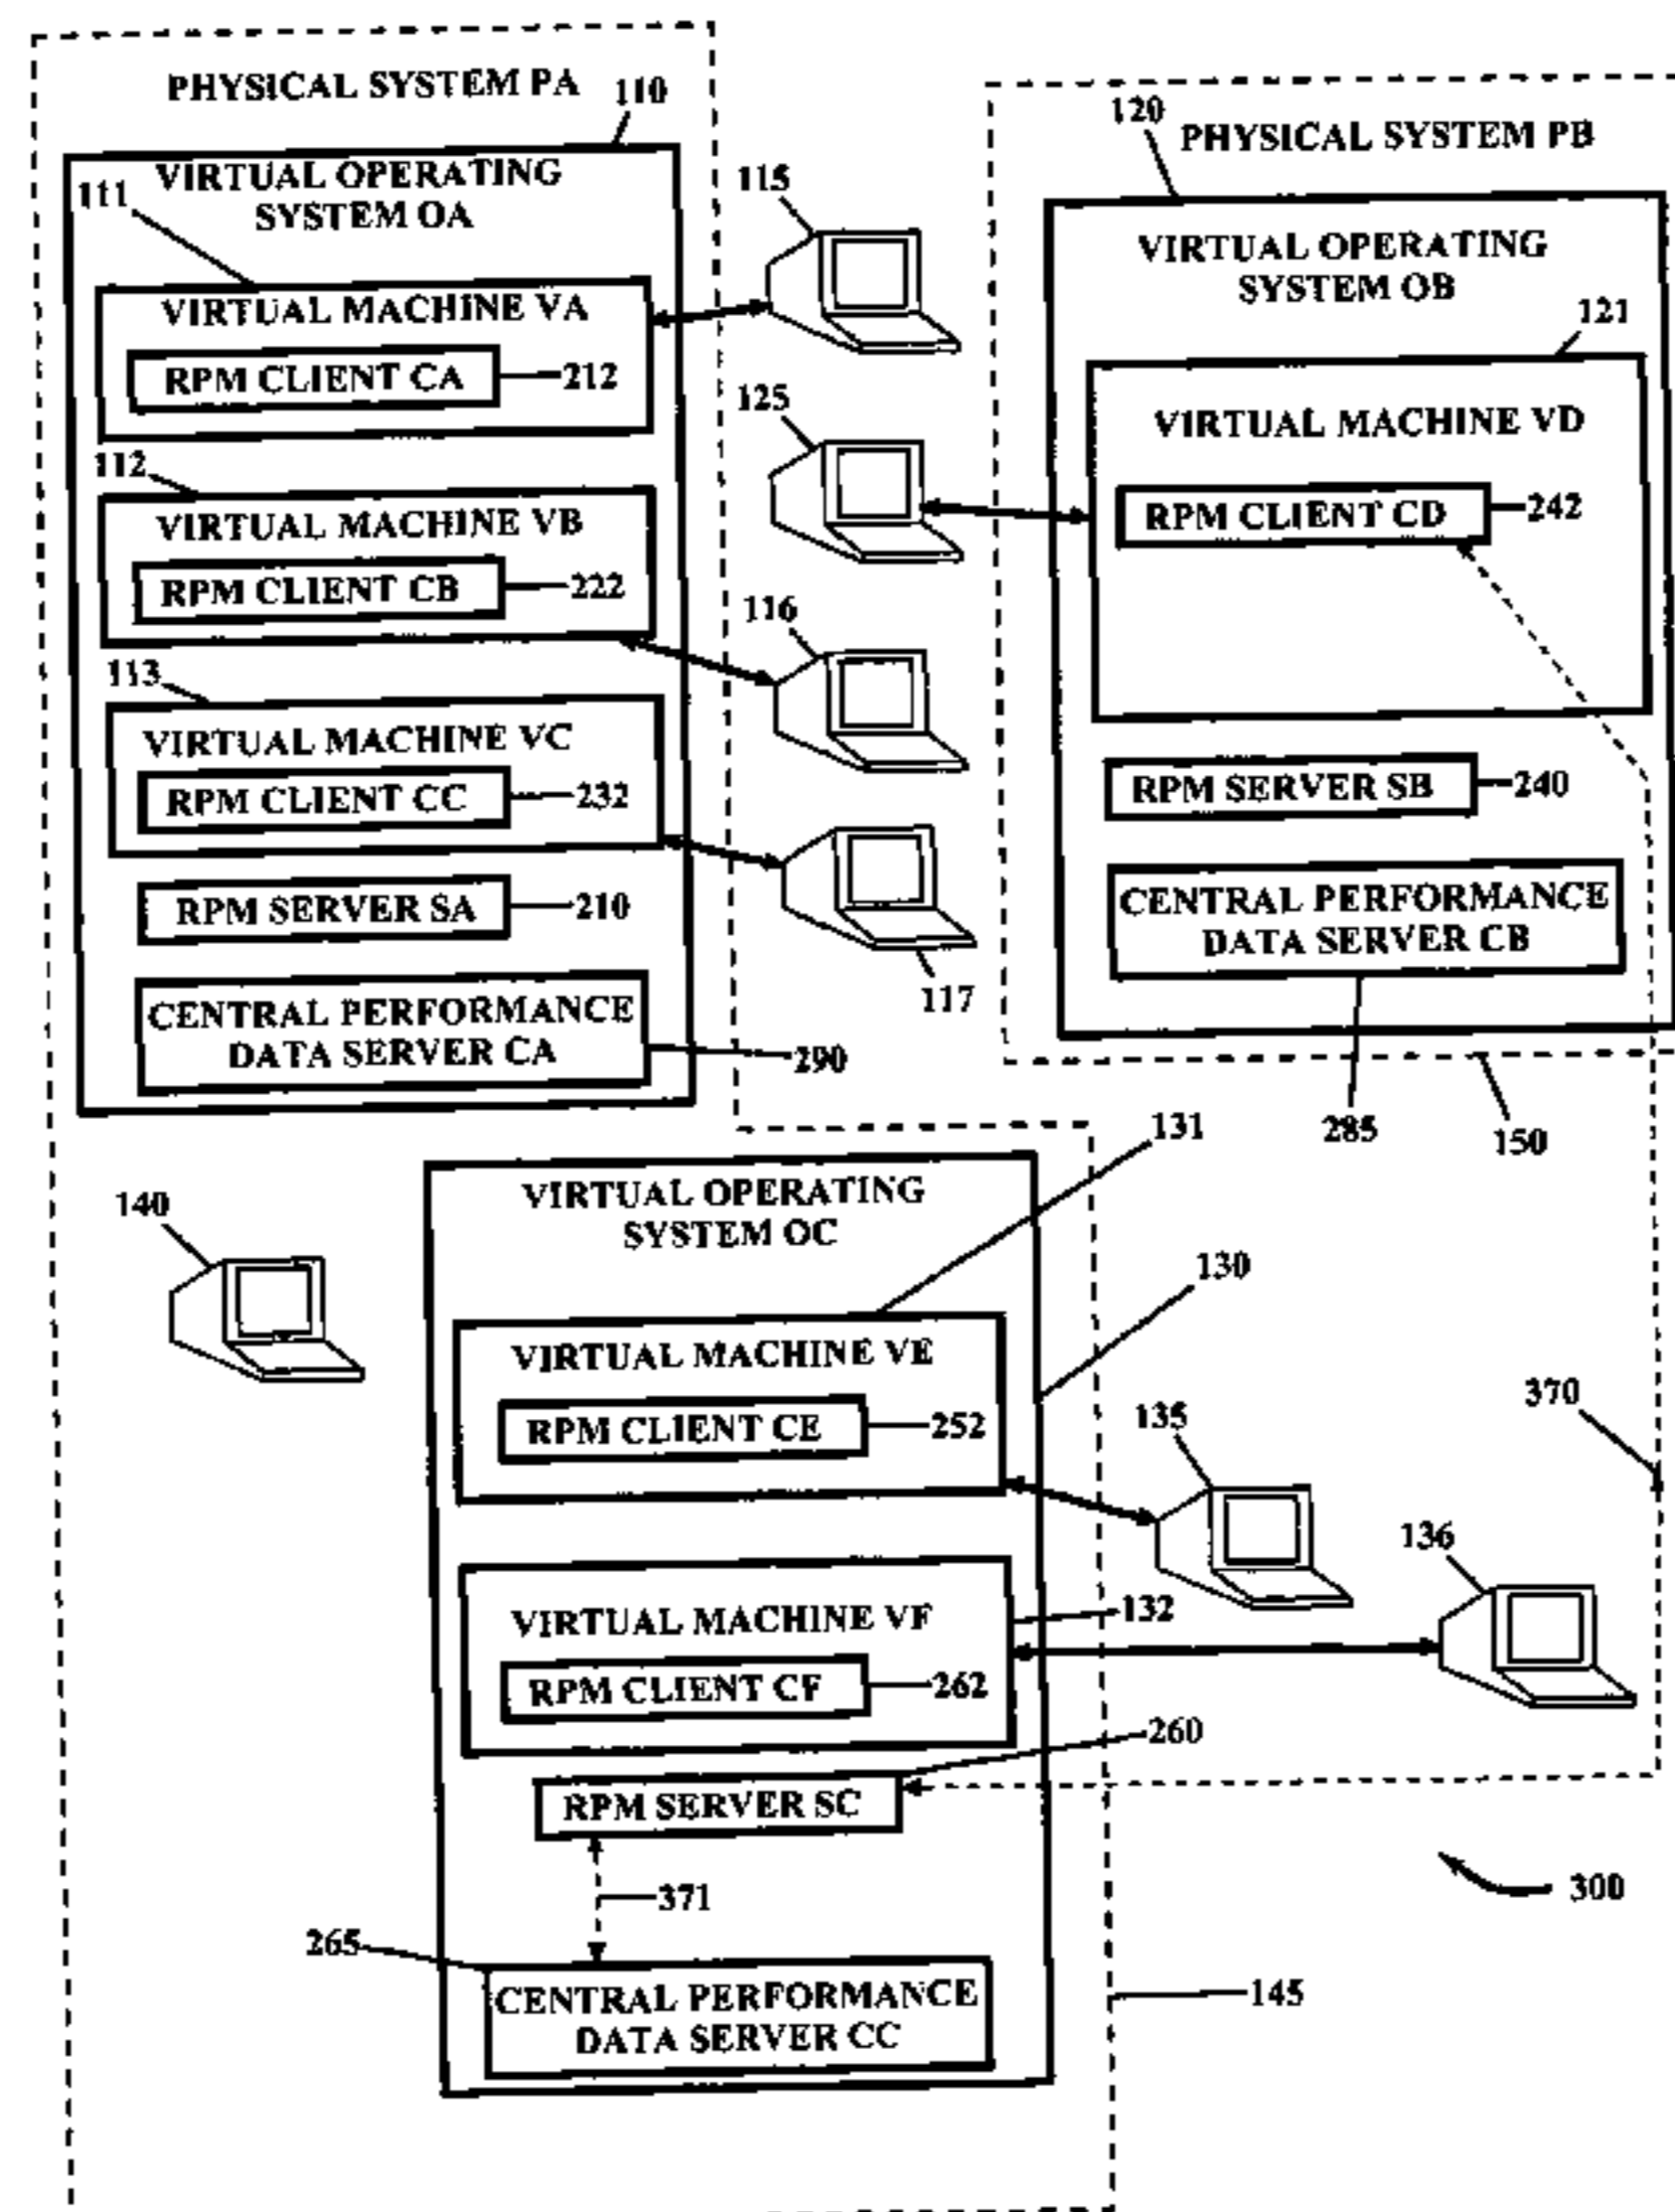 PHYSICAL SYSTEM PA
110
VIRTUAL OPERATING
SYSTEM OA
111
VIRTUAL MACHINE VA
RPM CLIENT CA
212
112
VIRTUAL MACHINE VB
RPM CLIENT CB
222
113
VIRTUAL MACHINE VC
RPM CLIENT CC
232
RPM SERVER SA
210
CENTRAL PERFORMANCE
DATA SERVER CA
290
115
125
116
117
120
PHYSICAL SYSTEM PB
VIRTUAL OPERATING
SYSTEM OB
121
VIRTUAL MACHINE VD
RPM CLIENT CD
242
RPM SERVER SB
240
CENTRAL PERFORMANCE
DATA SERVER CB
285
150
131
140
VIRTUAL OPERATING
SYSTEM OC
130
VIRTUAL MACHINE VE
RPM CLIENT CE
252
135
370
136
VIRTUAL MACHINE VF
132
RPM CLIENT CF
262
260
RPM SERVER SC
371
300
265
CENTRAL PERFORMANCE
DATA SERVER CC
145